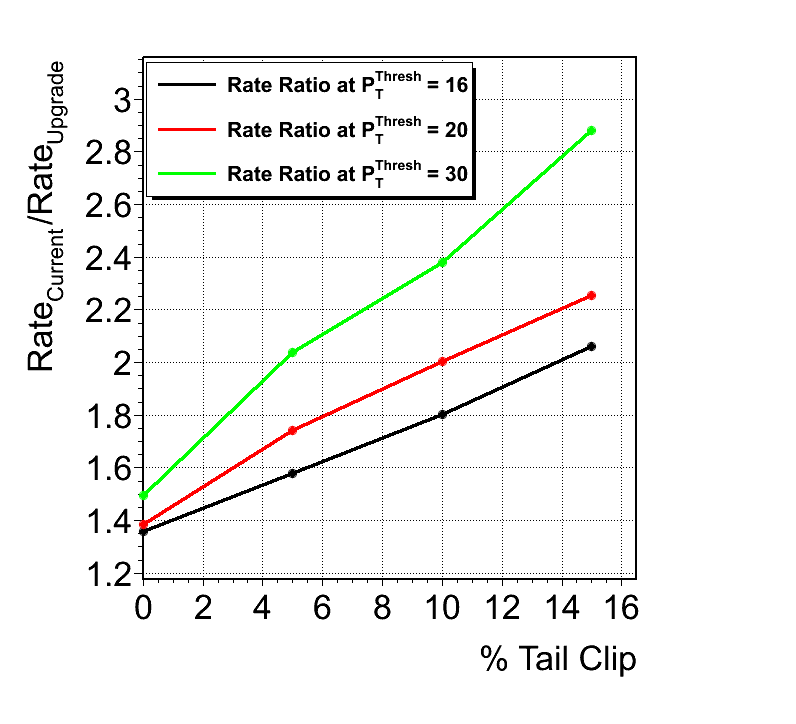 Rate Ratio at P_T^Thresh = 16
Rate Ratio at P_T^Thresh = 20
Rate Ratio at P_T^Thresh = 30
Rate_Current/Rate_Upgrade
3
2.8
2.6
2.4
2.2
2
1.8
1.6
1.4
1.2
0 2 4 6 8 10 12 14 16
% Tail Clip